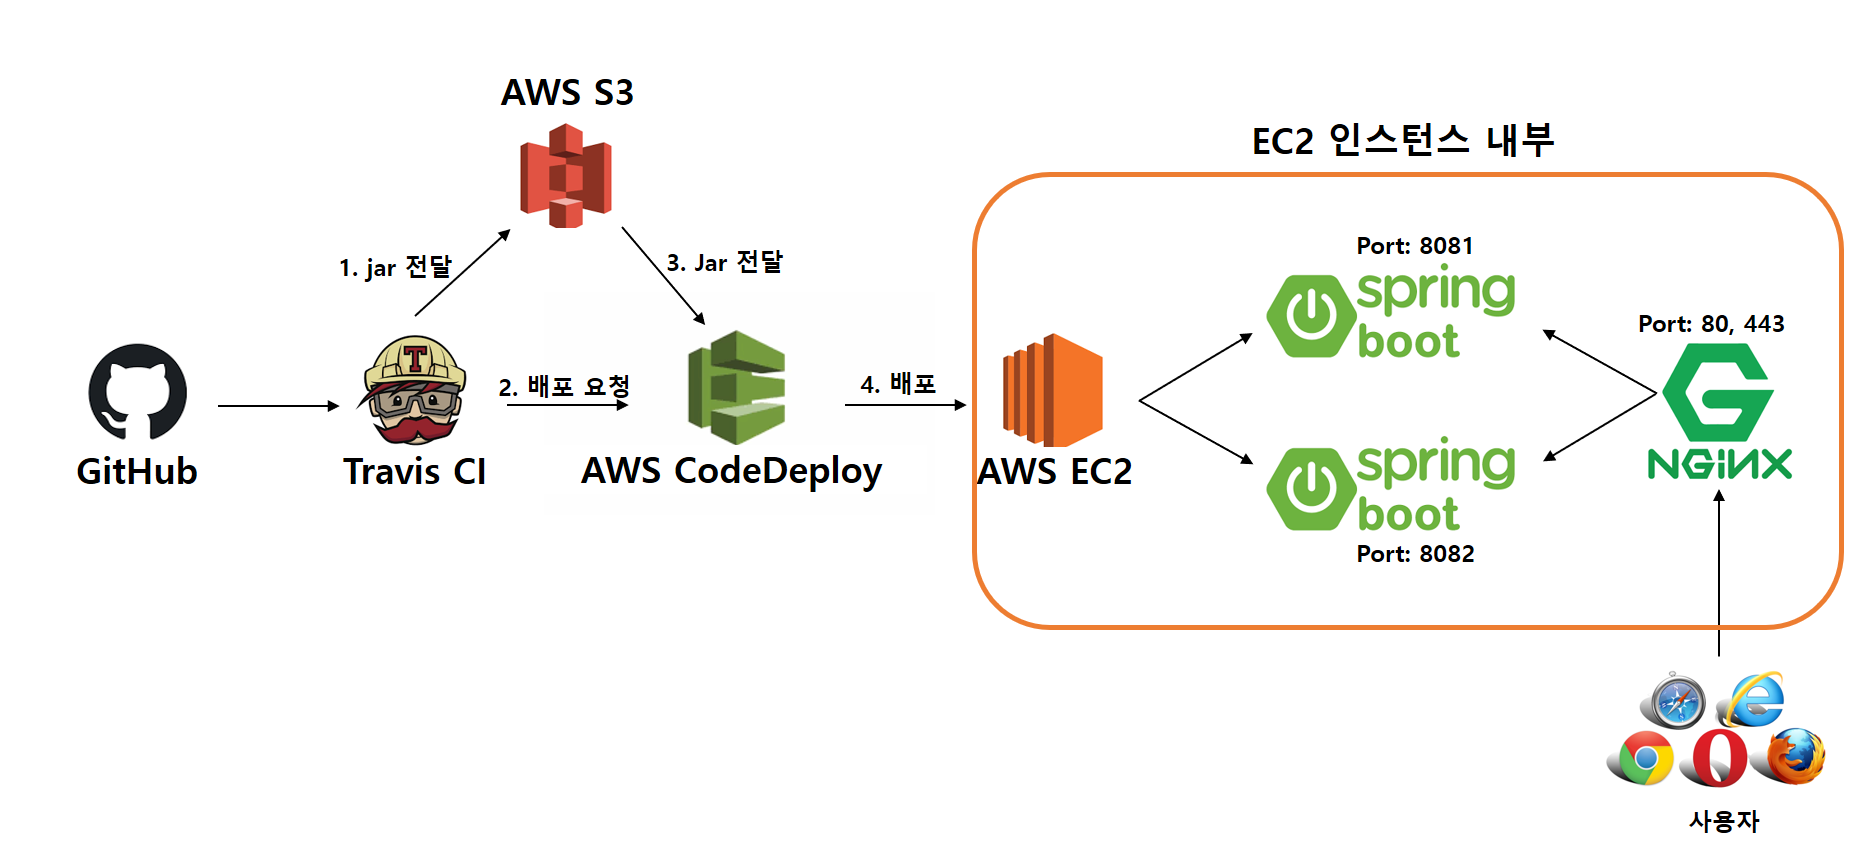 AWS S3
EC2 인스턴스 내부
1. jar 전달
3. Jar 전달
Port: 8081
spring
boot
Port: 80, 443
T
2. 배포 요청
4. 배포
NGiNX
GitHub
Travis CI
AWS CodeDeploy
AWS EC2
spring
boot
Port: 8082
사용자